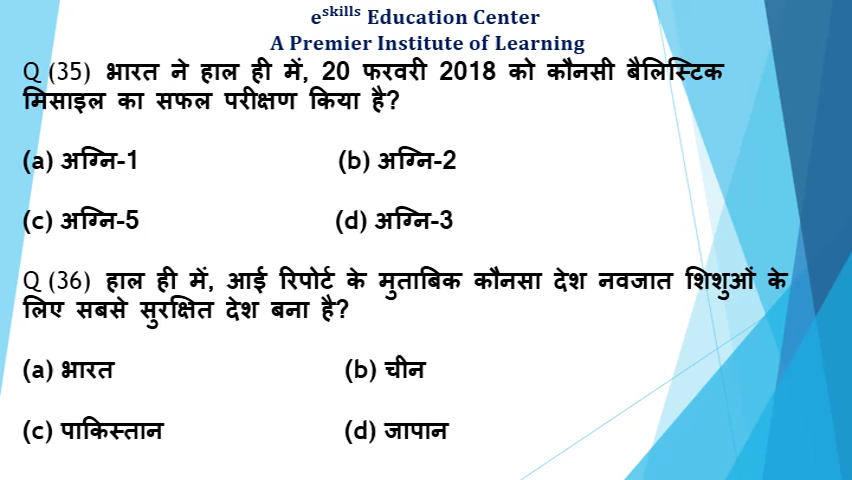 eskills Education Center
A Premier Institute of Learning
Q (35) भारत ने हाल ही में, 20 फरवरी 2018 को कौनसी बैलिस्टिक
मिसाइल का सफल परीक्षण किया है?
(a) अग्नि-1 (b) अग्नि-2
(c) अग्नि-5 (d) अग्नि-3
Q (36) हाल ही में, आई रिपोर्ट के मुताबिक कौनसा देश नवजात शिशुओं के
लिए सबसे सुरक्षित देश बना है?
(a) भारत (b) चीन
(c) पाकिस्तान (d) जापान